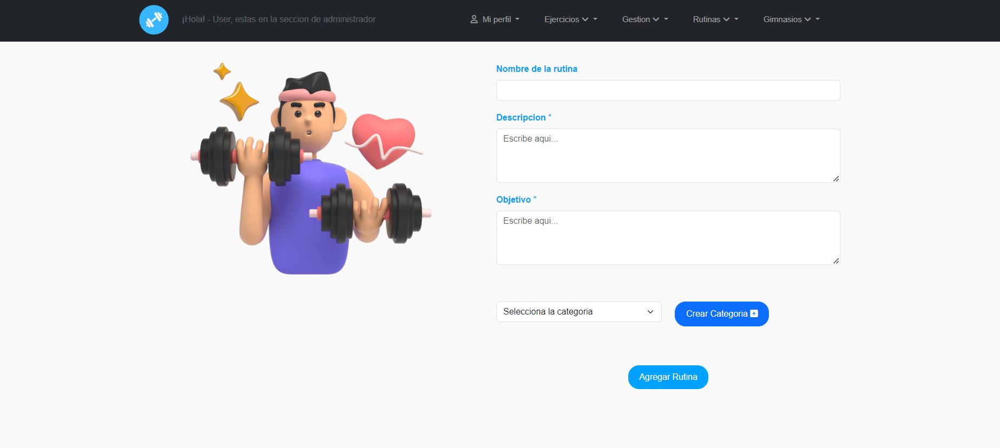 ¡Hola! - User, estas en la seccion de administrador
Mi perfil
Ejercicios
Gestion
Rutinas
Gimnasios
Nombre de la rutina
Descripcion *
Escribe aqui...
Objetivo *
Escribe aqui...
Selecciona la categoria
Crear Categoria
Agregar Rutina